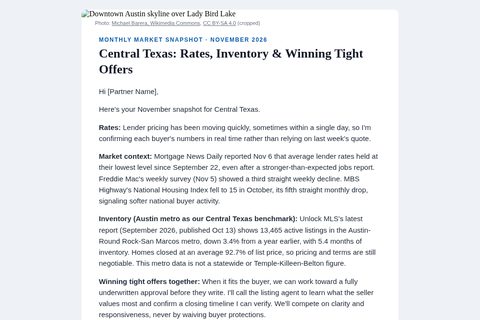 Downtown Austin skyline over Lady Bird Lake
Photo: Michael Barera, Wikimedia Commons, CC BY-SA 4.0 (cropped)
MONTHLY MARKET SNAPSHOT · NOVEMBER 2026
Central Texas: Rates, Inventory & Winning Tight
Offers
Hi [Partner Name],
Here's your November snapshot for Central Texas.
Rates: Lender pricing has been moving quickly, sometimes within a single day, so I'm
confirming each buyer's numbers in real time rather than relying on last week's quote.
Market context: Mortgage News Daily reported Nov 6 that average lender rates held at
their lowest level since September 22, even after a stronger-than-expected jobs report.
Freddie Mac's weekly survey (Nov 5) showed a third straight weekly decline. MBS
Highway's National Housing Index fell to 15 in October, its fifth straight monthly drop,
signaling softer national buyer activity.
Inventory (Austin metro as our Central Texas benchmark): Unlock MLS's latest
report (September 2026, published Oct 13) shows 13,465 active listings in the Austin-
Round Rock-San Marcos metro, down 3.4% from a year earlier, with 5.4 months of
inventory. Homes closed at an average 92.7% of list price, so pricing and terms are still
negotiable. This metro data is not a statewide or Temple-Killeen-Belton figure.
Winning tight offers together: When it fits the buyer, we can work toward a fully
underwritten approval before they write. I'll call the listing agent to learn what the seller
values most and confirm a closing timeline I can verify. We'll compete on clarity and
responsiveness, never by waiving buyer protections.